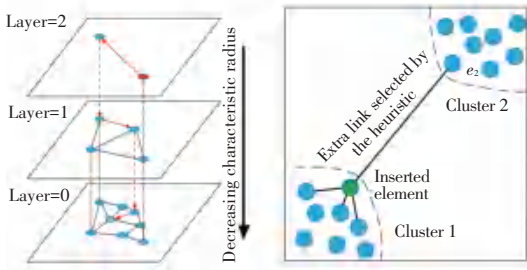 Layer=2
Layer=1
Layer=0
Decreasing characteristic radius
Extra link selected by
the heuristic
e₂
Cluster 2
Inserted
element
Cluster 1